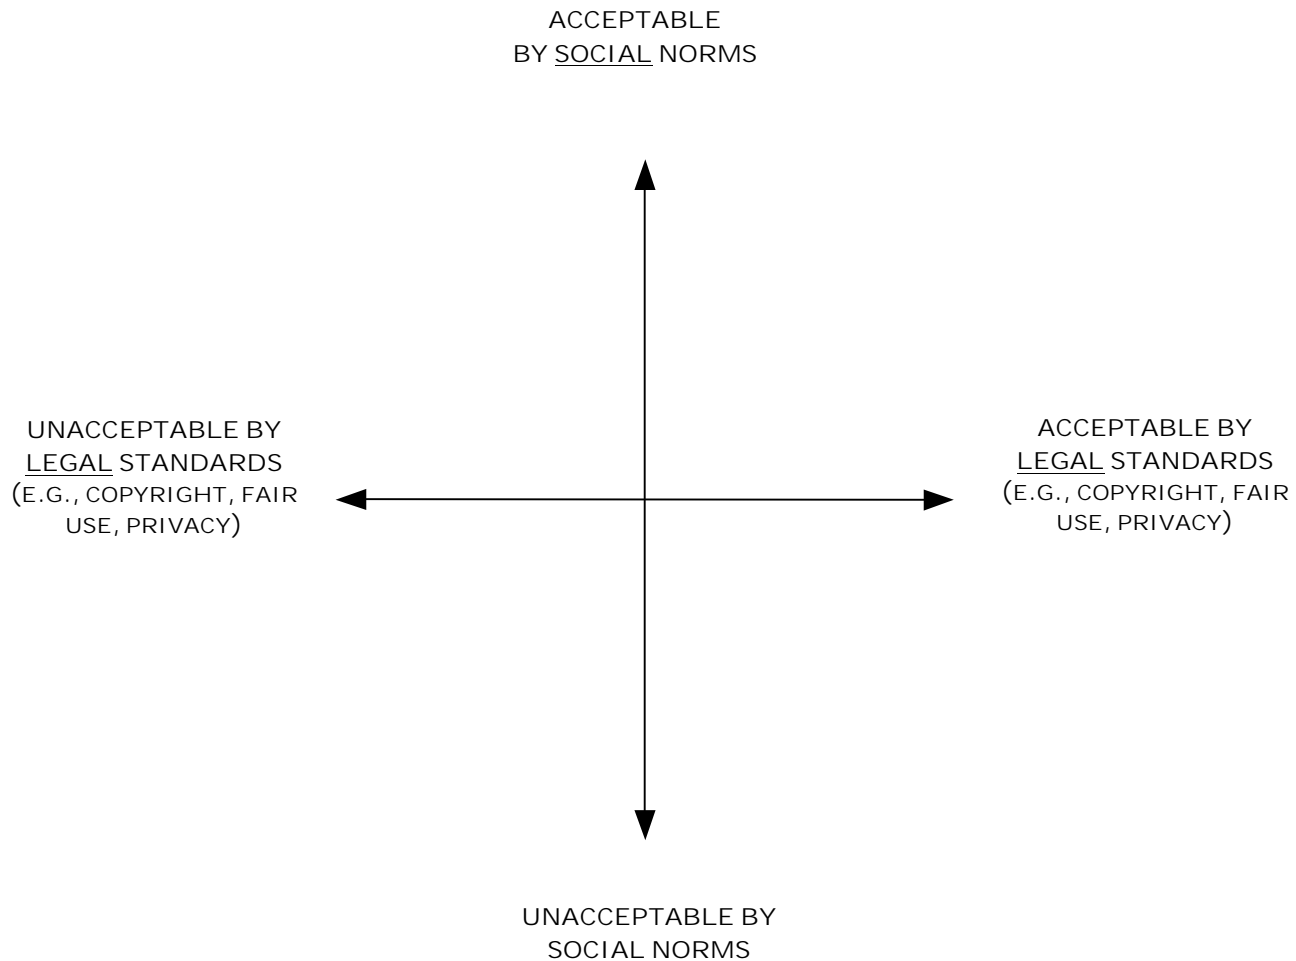 ACCEPTABLE
BY SOCIAL NORMS
UNACCEPTABLE BY
LEGAL STANDARDS
(E.G., COPYRIGHT, FAIR
USE, PRIVACY)
ACCEPTABLE BY
LEGAL STANDARDS
(E.G., COPYRIGHT, FAIR
USE, PRIVACY)
UNACCEPTABLE BY
SOCIAL NORMS